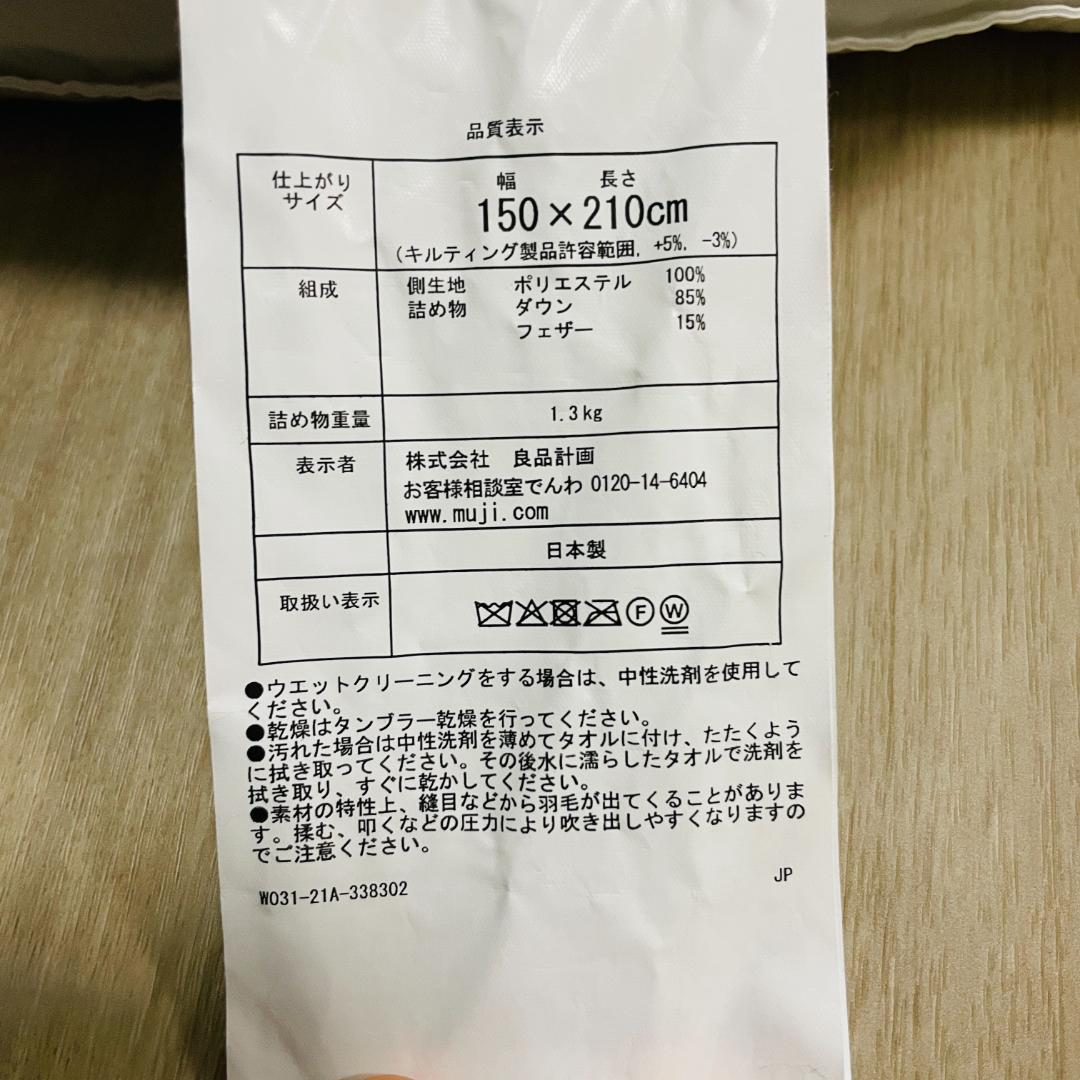 品質表示
仕上がり
サイズ
幅 長さ
150×210cm
(キルティング製品許容範囲, +5%, -3%)
組成
側生地 ポリエステル 100%
詰め物 ダウン 85%
フェザー 15%
詰め物重量 1.3kg
表示者 株式会社 良品計画
お客様相談室でんわ 0120-14-6404
www.muji.com
日本製
取扱い表示
F W
●ウエットクリーニングをする場合は、中性洗剤を使用して
ください。
●乾燥はタンブラー乾燥を行ってください。
●汚れた場合は中性洗剤を薄めてタオルに付け、たたくよう
に拭き取ってください。その後水に濡らしたタオルで洗剤を
拭き取り、すぐに乾かしてください。
●素材の特性上、縫目などから羽毛が出てくることがありま
す。揉む、叩くなどの圧力により吹き出しやすくなりますの
でご注意ください。
W031-21A-338302
JP